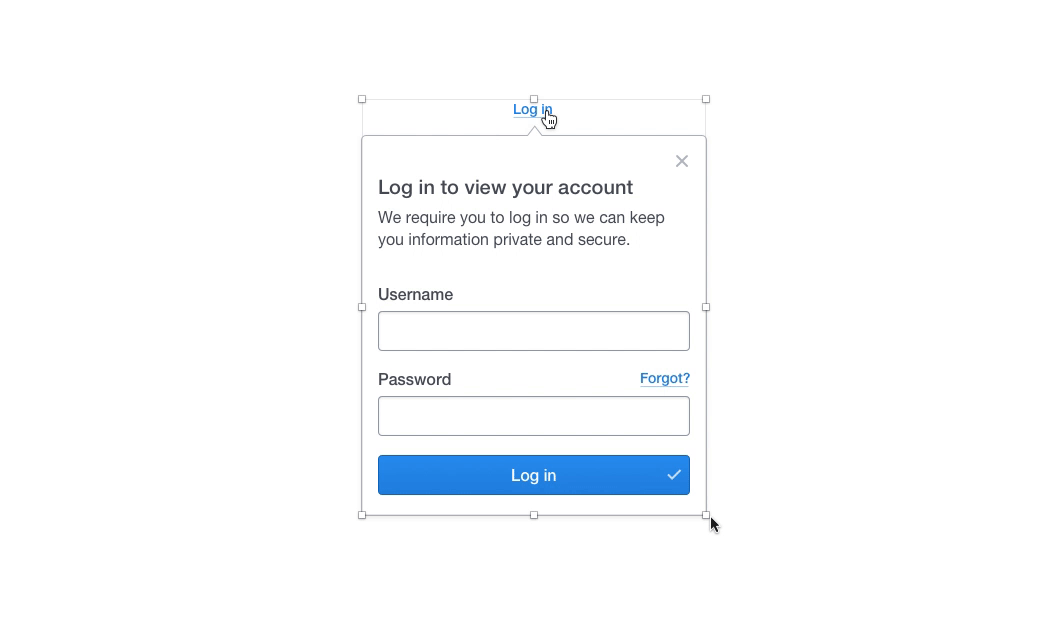 Log in
Log in to view your account
We require you to log in so we can keep
you information private and secure.
Username
Password
Forgot?
Log in